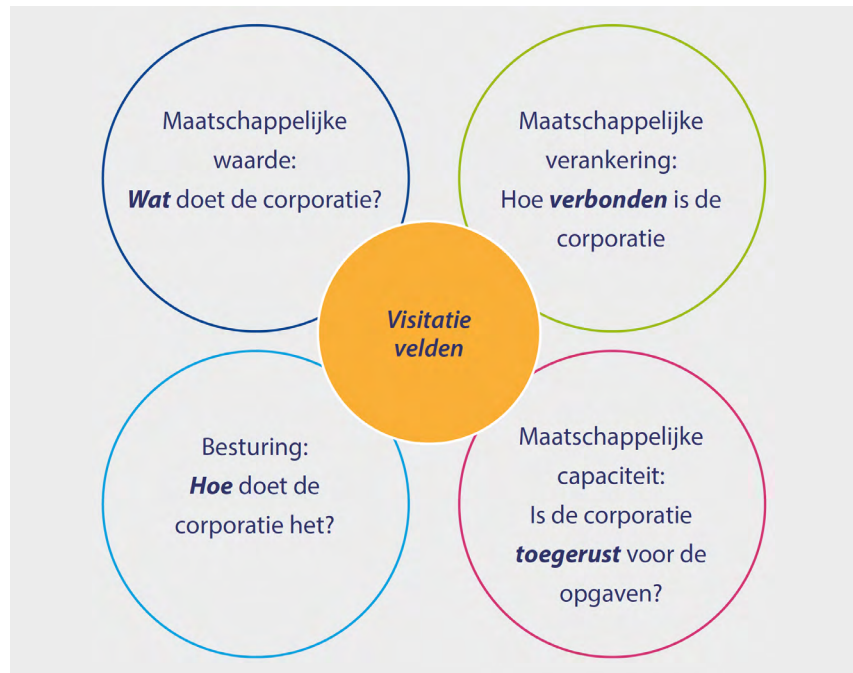 Maatschappelijke
waarde:
Wat doet de corporatie?
Maatschappelijke
verankering:
Hoe verbonden is de
corporatie
Visitatie
velden
Besturing:
Hoe doet de
corporatie het?
Maatschappelijke
capaciteit:
Is de corporatie
toegerust voor de
opgaven?